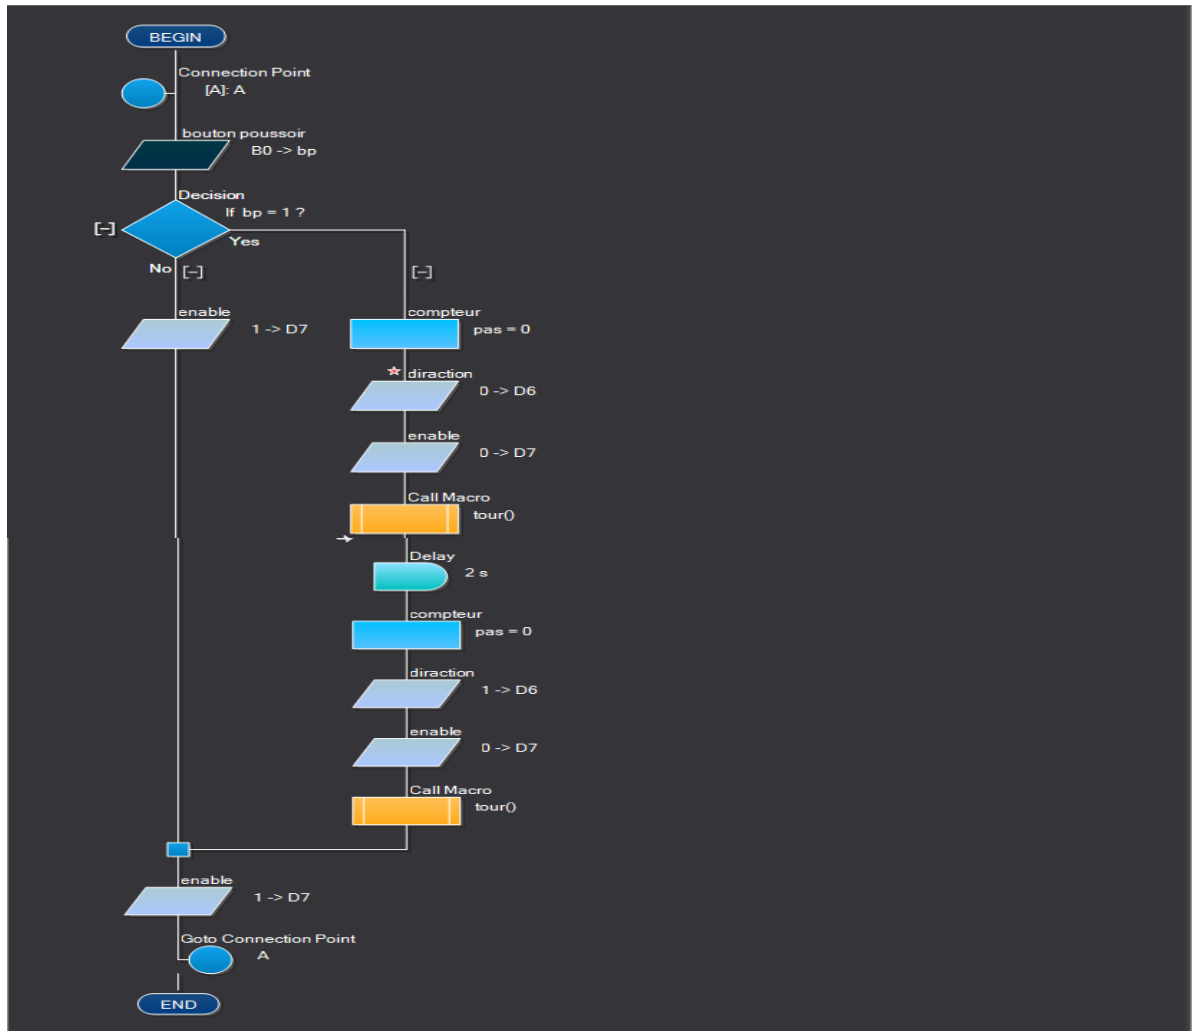 BEGIN
Connection Point
[A]: A
bouton poussoir
B0 -> bp
Decision
If bp = 1 ?
[–]
Yes
No
[–]
[–]
enable
1 -> D7
compteur
pas = 0
diraction
0 -> D6
enable
0 -> D7
Call Macro
tour()
Delay
2 s
compteur
pas = 0
diraction
1 -> D6
enable
0 -> D7
Call Macro
tour()
enable
1 -> D7
Goto Connection Point
A
END